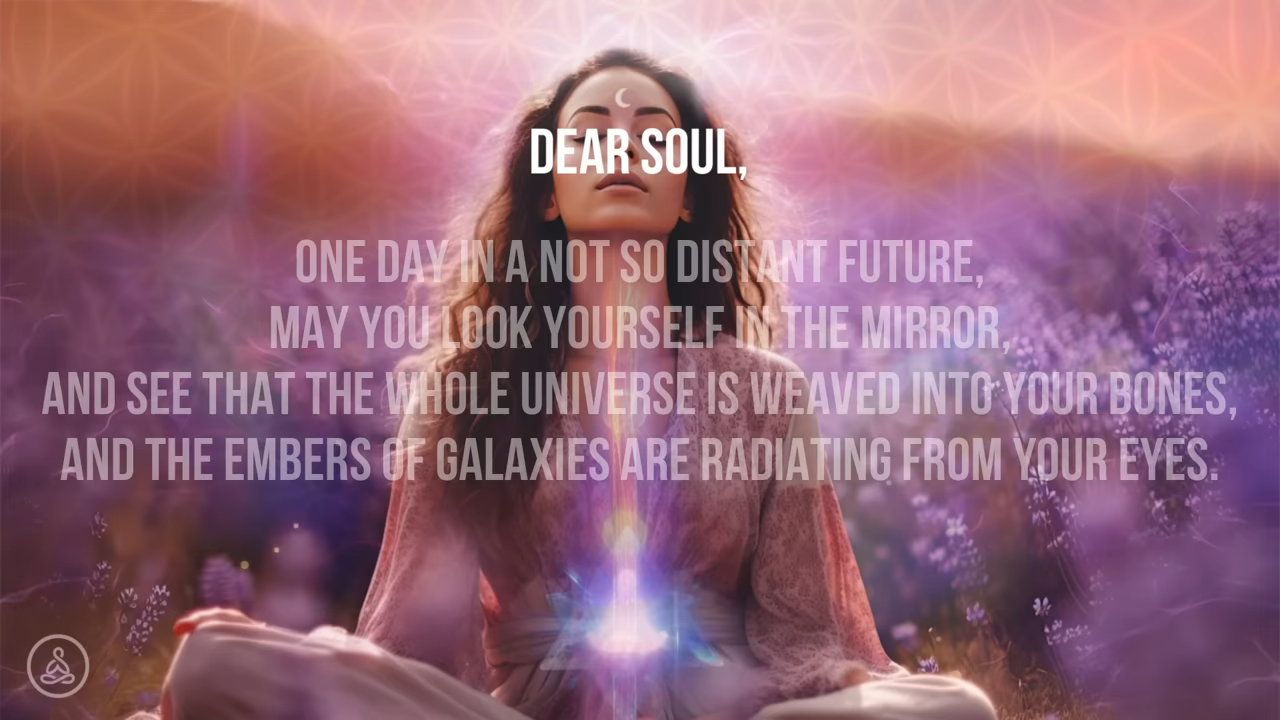 DEAR SOUL,
ONE DAY IN A NOT SO DISTANT FUTURE,
MAY YOU LOOK YOURSELF IN THE MIRROR,
AND SEE THAT THE WHOLE UNIVERSE IS WEAVED INTO YOUR BONES,
AND THE EMBERS OF GALAXIES ARE RADIATING FROM YOUR EYES.